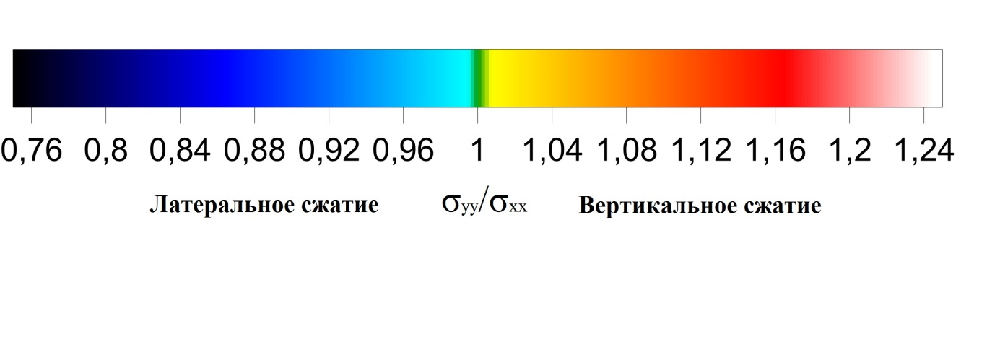 0,76 0,8 0,84 0,88 0,92 0,96 1 1,04 1,08 1,12 1,16 1,2 1,24
Латеральное сжатие σyy/σxx Вертикальное сжатие